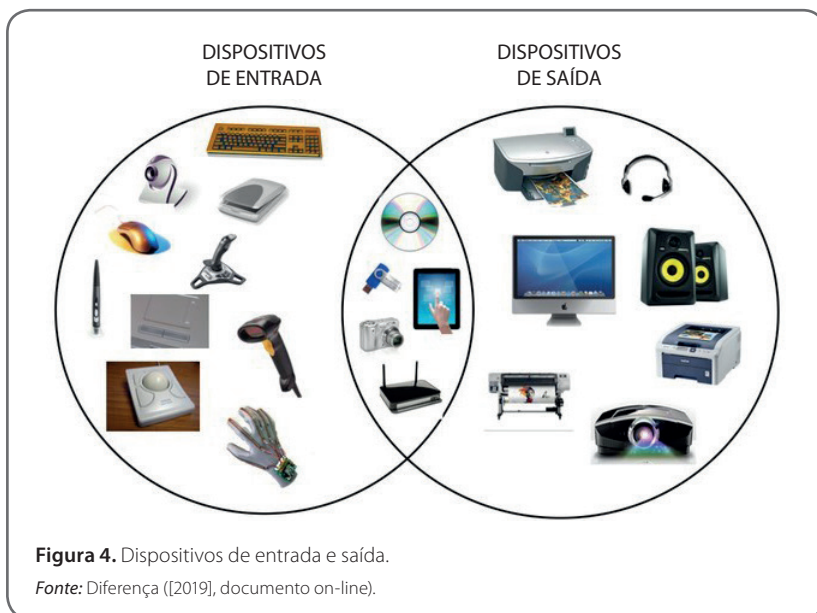 DISPOSITIVOS
DE ENTRADA
DISPOSITIVOS
DE SAÍDA
Figura 4. Dispositivos de entrada e saída.
Fonte: Diferença ([2019], documento on-line).